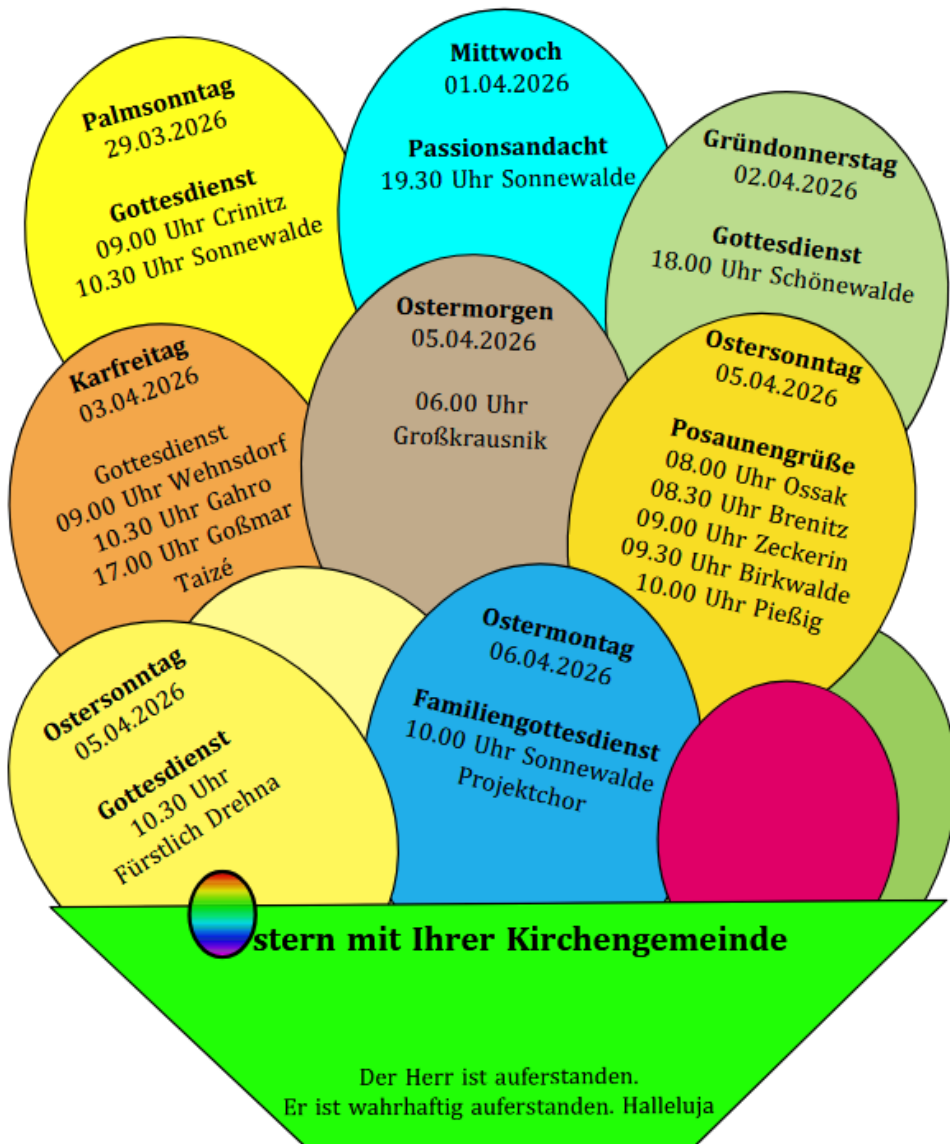 Palmsonntag
29.03.2026
Gottesdienst
09.00 Uhr Crinitz
10.30 Uhr Sonnewalde
Mittwoch
01.04.2026
Passionsandacht
19.30 Uhr Sonnewalde
Gründonnerstag
02.04.2026
Gottesdienst
18.00 Uhr Schönewalde
Karfreitag
03.04.2026
Gottesdienst
09.00 Uhr Wehnsdorf
10.30 Uhr Gahro
17.00 Uhr Goßmar
Taizé
Ostermorgen
05.04.2026
06.00 Uhr
Großkrausnik
Ostersonntag
05.04.2026
Posaunengrüße
08.00 Uhr Ossak
08.30 Uhr Brenitz
09.00 Uhr Zeckerin
09.30 Uhr Birkwalde
10.00 Uhr Pießig
Ostersonntag
05.04.2026
Gottesdienst
10.30 Uhr
Fürstlich Drehna
Ostermontag
06.04.2026
Familiengottesdienst
10.00 Uhr Sonnewalde
Projektchor
stern mit Ihrer Kirchengemeinde
Der Herr ist auferstanden.
Er ist wahrhaftig auferstanden. Halleluja